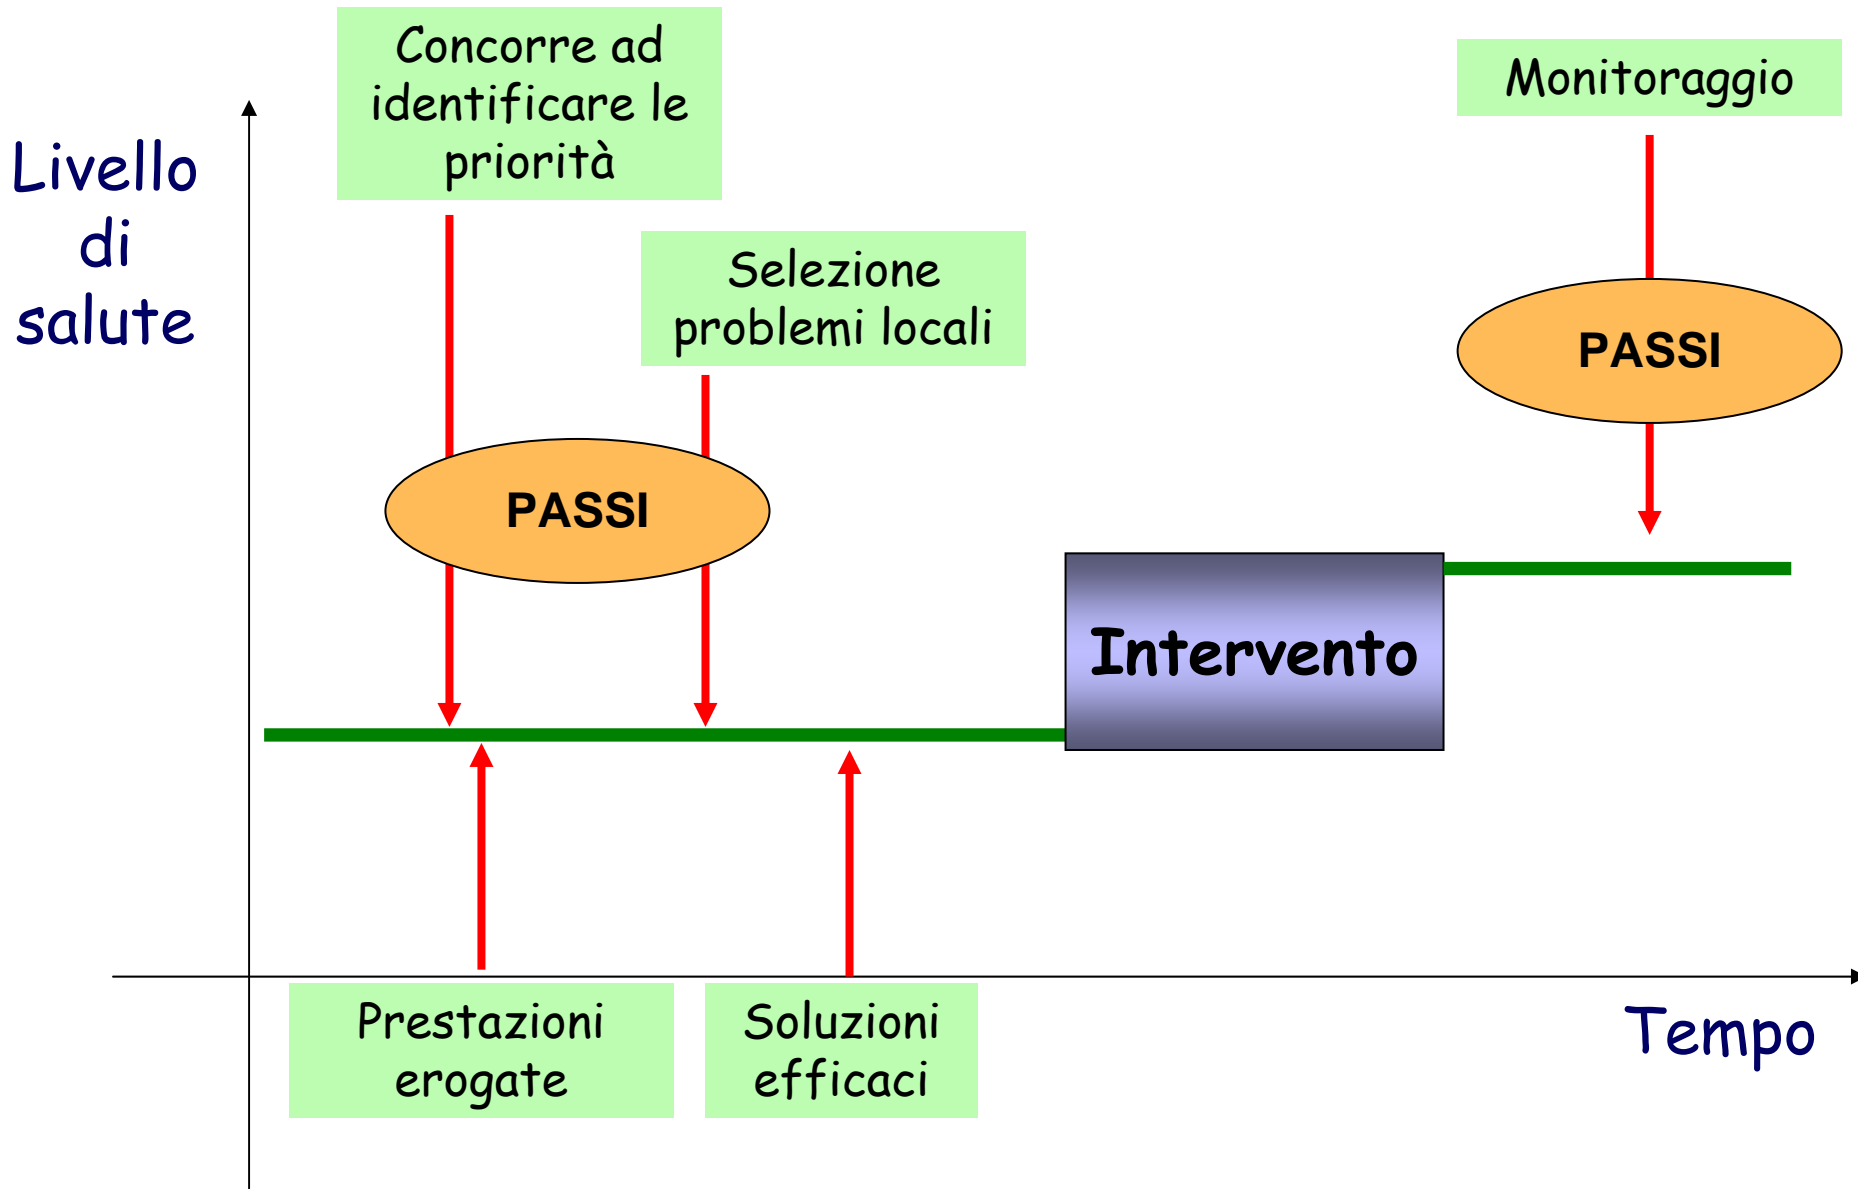 Concorre ad
identificare le
priorità
Monitoraggio
Livello
di
salute
Selezione
problemi locali
PASSI
PASSI
Intervento
Prestazioni
erogate
Soluzioni
efficaci
Tempo